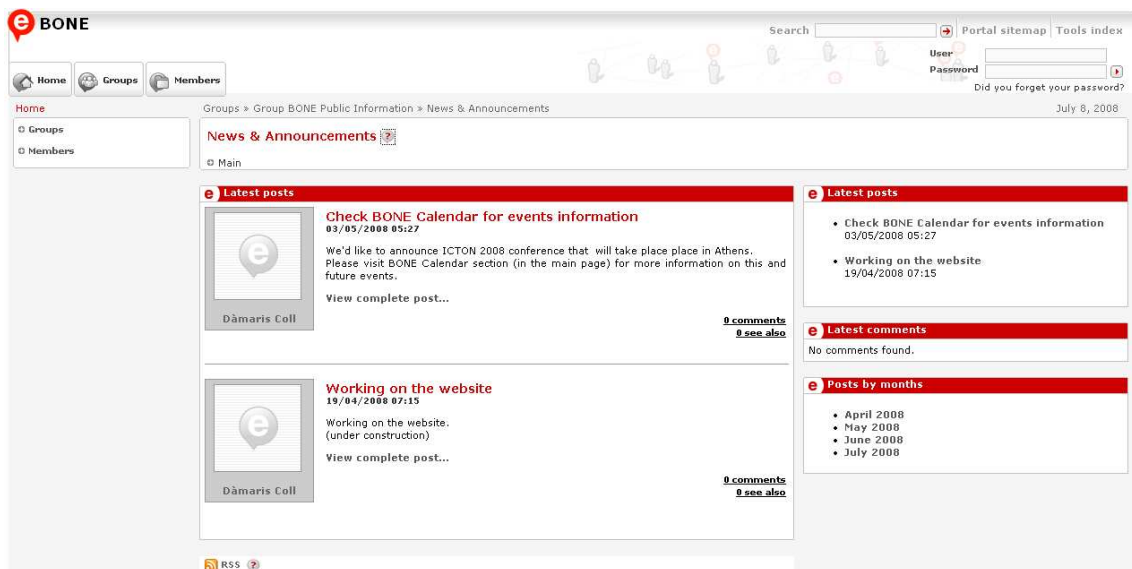 e BONE
Search
Portal sitemap
Tools index
User
Password
Did you forget your password?
Home
Groups
Members
Home
Groups » Group BONE Public Information » News & Announcements
July 8, 2008
Groups
Members
News & Announcements ?
Main
e Latest posts
Check BONE Calendar for events information
03/05/2008 05:27
We'd like to announce ICTON 2008 conference that will take place place in Athens.
Please visit BONE Calendar section (in the main page) for more information on this and
future events.
View complete post...
e
Dàmaris Coll
0 comments
0 see also
Working on the website
19/04/2008 07:15
Working on the website.
(under construction)
View complete post...
e
Dàmaris Coll
0 comments
0 see also
RSS ?
e Latest posts
• Check BONE Calendar for events information
03/05/2008 05:27
• Working on the website
19/04/2008 07:15
e Latest comments
No comments found.
e Posts by months
• April 2008
• May 2008
• June 2008
• July 2008